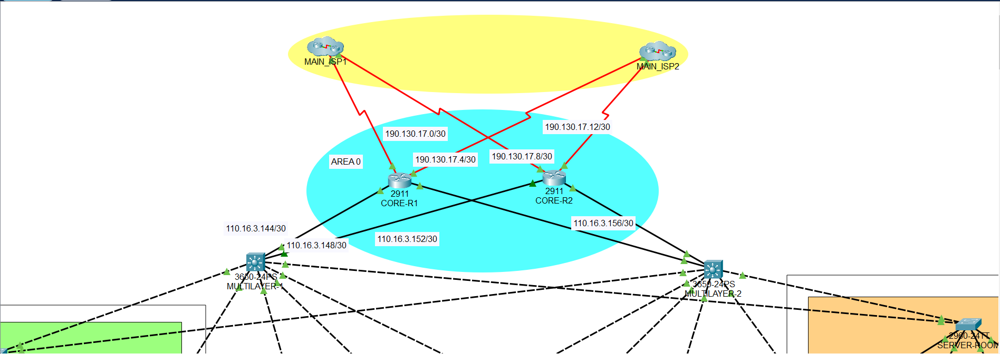 MAIN_ISP1
MAIN_ISP2
190.130.17.0/30
190.130.17.12/30
AREA 0
190.130.17.4/30
190.130.17.8/30
2911
CORE-R1
2911
CORE-R2
110.16.3.144/30
110.16.3.148/30
110.16.3.152/30
110.16.3.156/30
3650-24PS
MULTILAYER-1
3650-24PS
MULTILAYER-2
2960-24TT
SERVER-ROOM